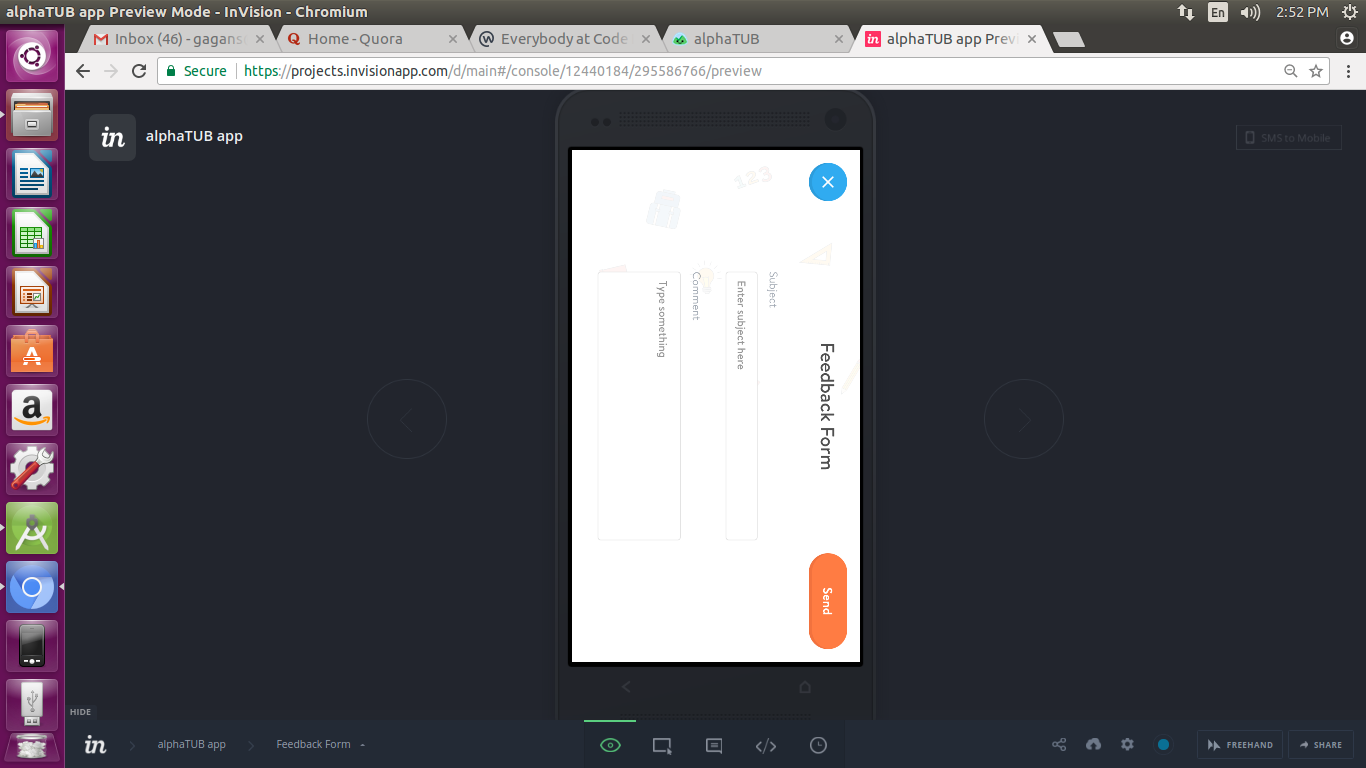 alphaTUB app Preview Mode - InVision - Chromium
En
2:52 PM
Inbox (46) - gagans
Home - Quora
Everybody at Code
alphaTUB
alphaTUB app Previ
Secure
https://projects.invisionapp.com/d/main#/console/12440184/295586766/preview
in
alphaTUB app
SMS to Mobile
123
Feedback Form
Subject
Enter subject here
Comment
Type something
Send
HIDE
in
alphaTUB app
Feedback Form
FREEHAND
SHARE